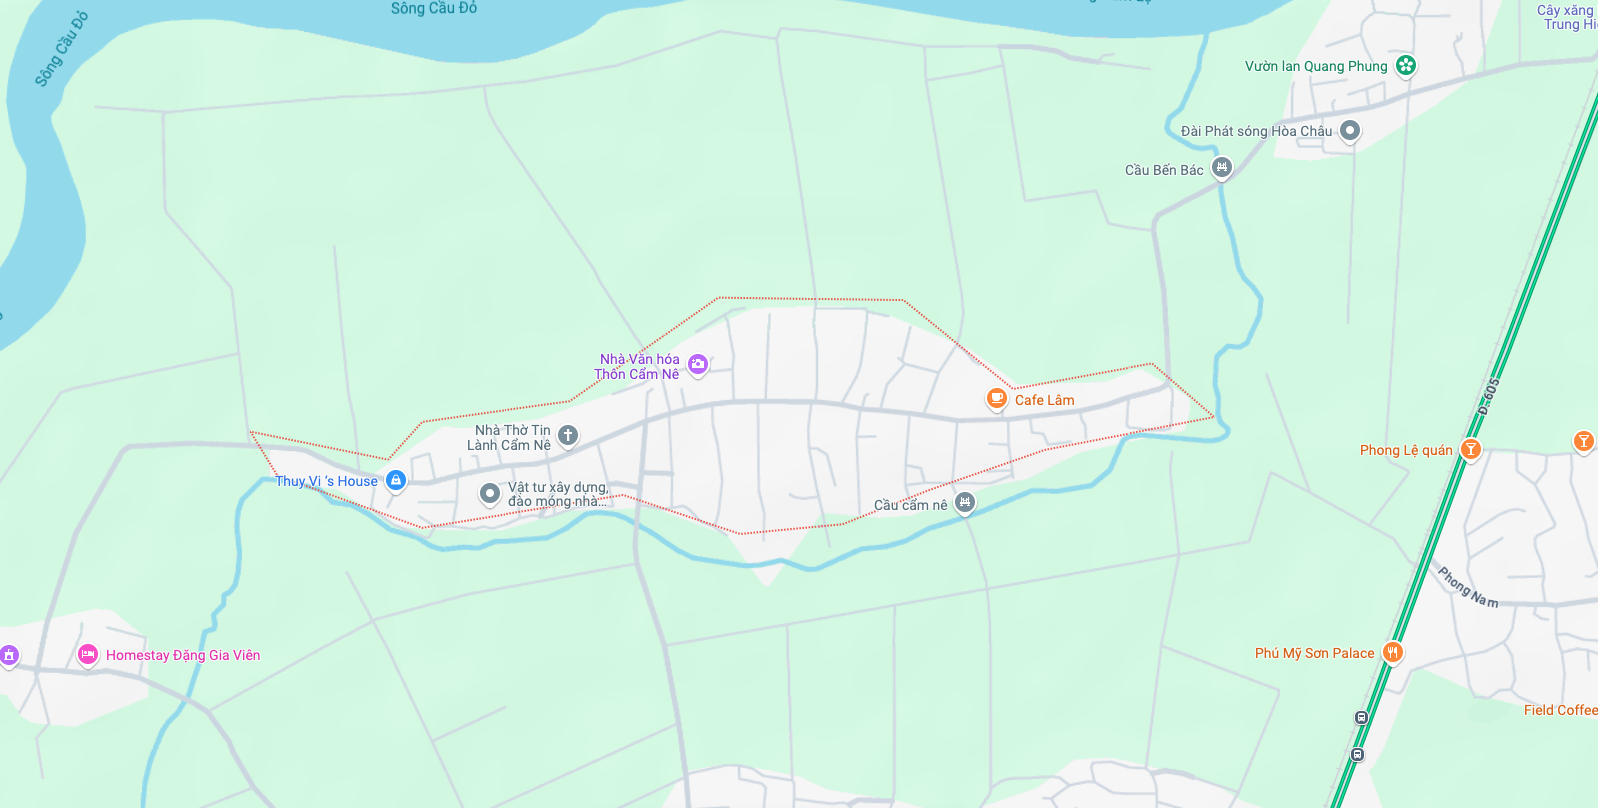 Sông Cầu Đỏ
Sông Cầu Đỏ
Cây xăng
Trung Hi
Vườn lan Quang Phung
Đài Phát sóng Hòa Châu
Cầu Bến Bác
Nhà Văn hóa
Thôn Cẩm Nê
Cafe Lâm
Đ. 605
Nhà Thờ Tin
Lành Cẩm Nê
Phong Lệ quán
Thuy Vi 's House
Vật tư xây dựng,
đào móng nhà...
Cầu cẩm nê
Phong Nam
Homestay Đặng Gia Viên
Phú Mỹ Sơn Palace
Field Coffee